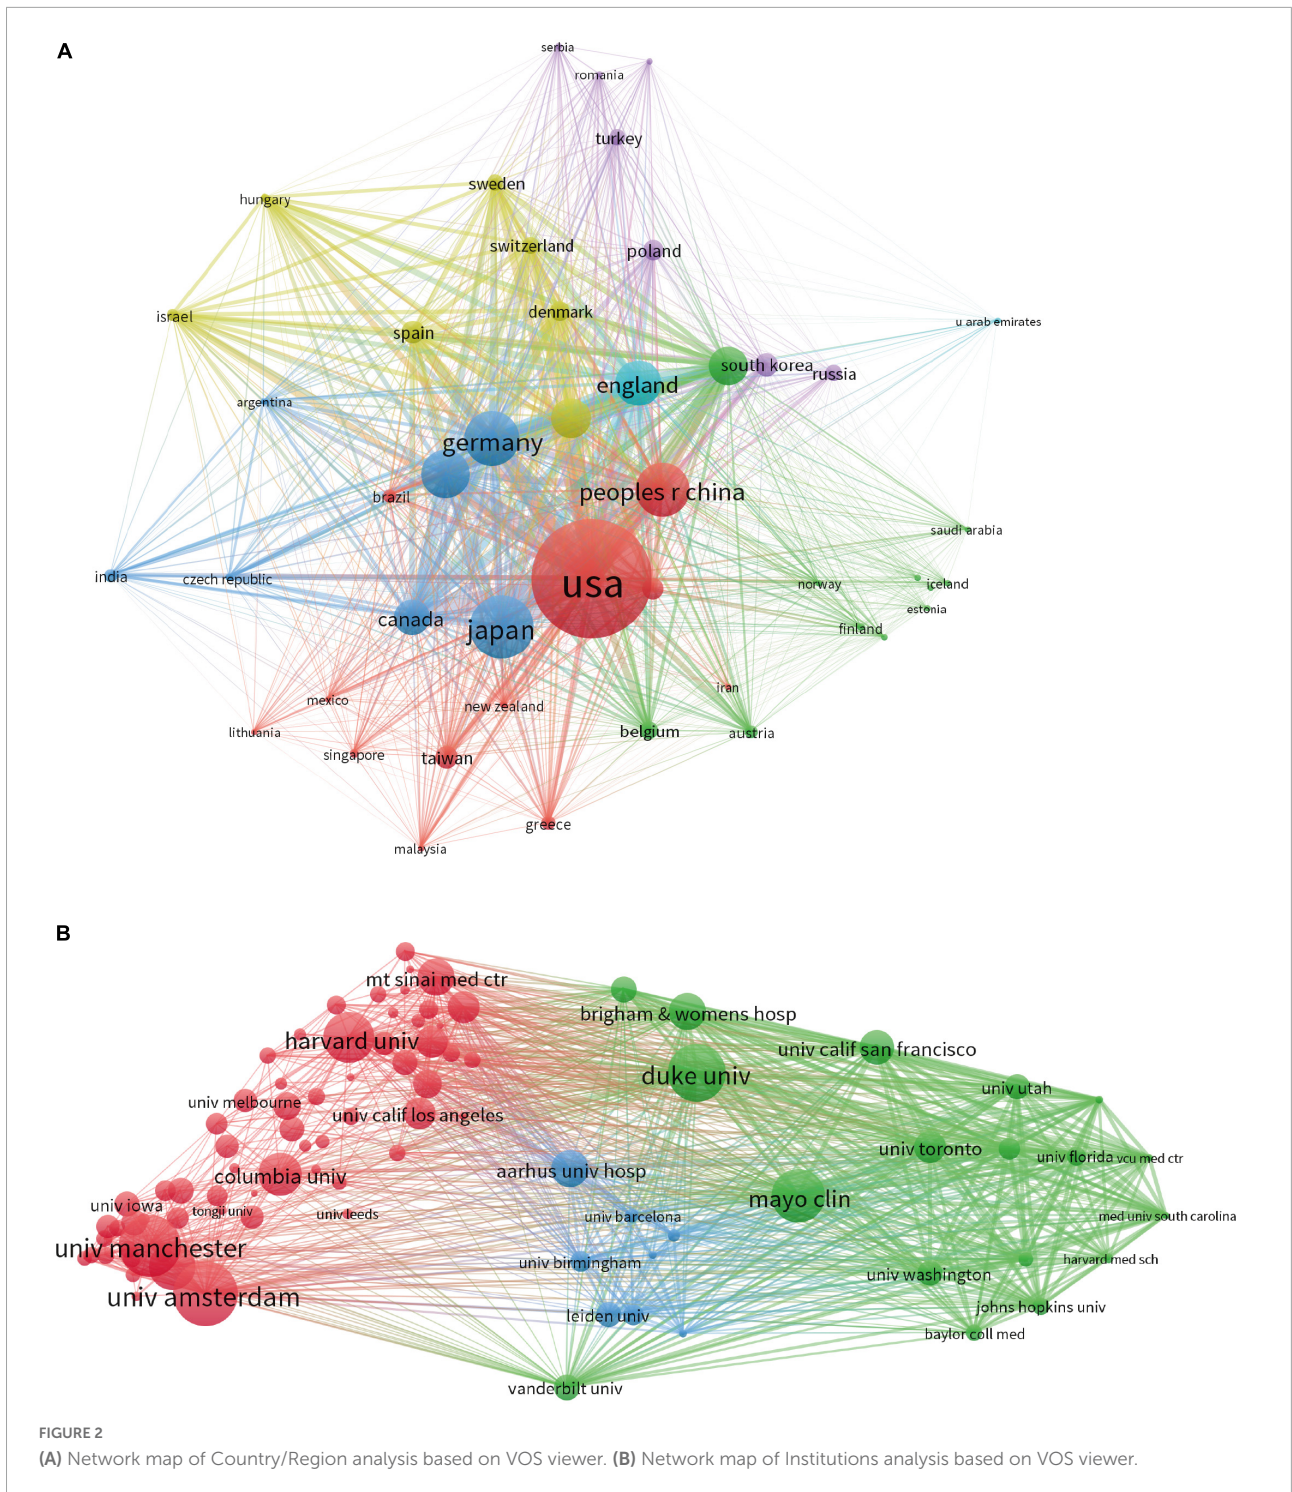 A
serbia
romania
turkey
sweden
hungary
switzerland
poland
denmark
israel
u arab emirates
spain
south korea
russia
england
argentina
germany
peoples r china
brazil
saudi arabia
india
czech republic
usa
norway
iceland
estonia
canada
japan
finland
iran
mexico
new zealand
lithuania
belgium
austria
singapore
taiwan
greece
malaysia
B
mt sinai med ctr
brigham & womens hosp
harvard univ
univ calif san francisco
duke univ
univ utah
univ melbourne
univ calif los angeles
univ toronto
univ florida
vcu med ctr
aarhus univ hosp
columbia univ
mayo clin
univ iowa
tongji univ
univ leeds
univ barcelona
med univ south carolina
univ manchester
univ birmingham
harvard med sch
univ washington
univ amsterdam
johns hopkins univ
leiden univ
baylor coll med
vanderbilt univ
FIGURE 2
(A) Network map of Country/Region analysis based on VOS viewer. (B) Network map of Institutions analysis based on VOS viewer.